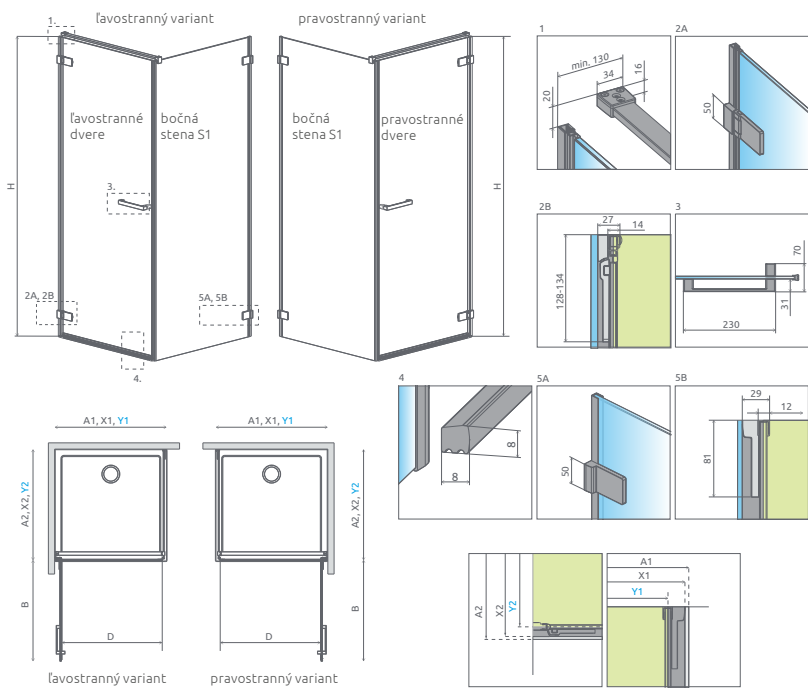 1.
ľavostranný variant
pravostranný variant
ľavostranné
dvere
bočná
stena S1
bočná
stena S1
pravostranné
dvere
H
H
3.
2A, 2B
5A, 5B
4.
1
min. 130
34
16
20
2A
50
2B
27
14
128-134
3
70
31
230
4
8
8
5A
50
5B
29
12
81
A1, X1, Y1
A1, X1, Y1
A2, X2, Y2
A2, X2, Y2
B
B
D
D
ľavostranný variant
pravostranný variant
A2
X2
Y2
A1
X1
Y1